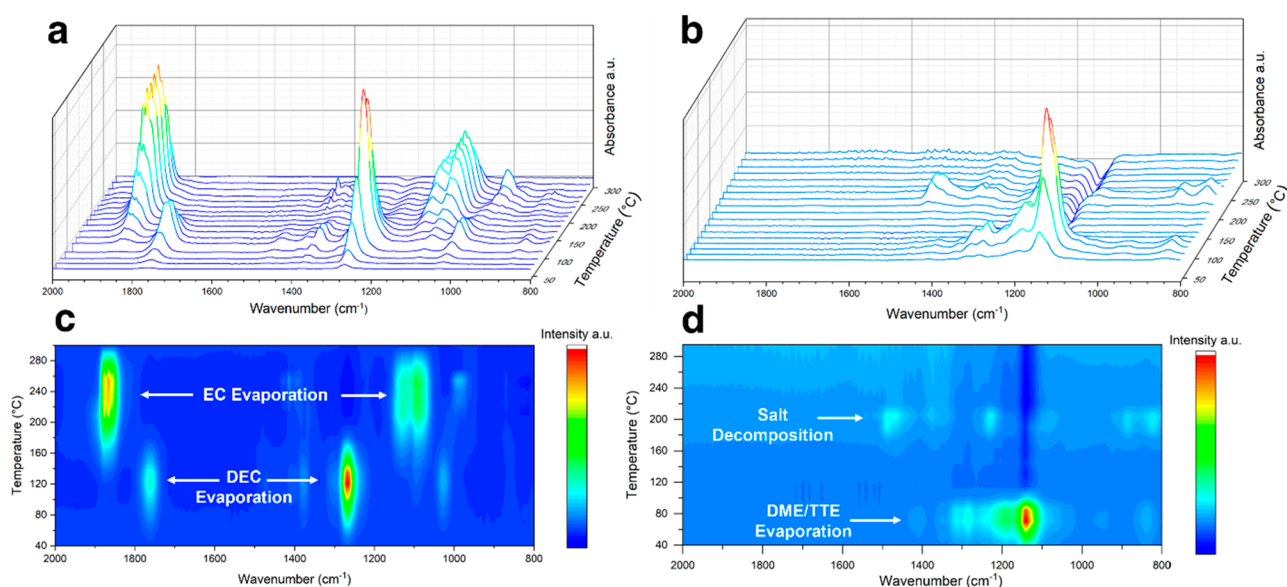 a
Absorbance a.u.
300
250
200
150
100
50
Temperature (°C)
2000
1800
1600
1400
1200
1000
800
Wavenumber (cm⁻¹)
b
Absorbance a.u.
300
250
200
150
100
50
Temperature (°C)
2000
1800
1600
1400
1200
1000
800
Wavenumber (cm⁻¹)
c
Intensity a.u.
280
240
200
160
120
80
40
Temperature (°C)
EC Evaporation
DEC
Evaporation
2000
1800
1600
1400
1200
1000
800
Wavenumber (cm⁻¹)
d
Intensity a.u.
280
240
200
160
120
80
40
Temperature (°C)
Salt
Decomposition
DME/TTE
Evaporation
2000
1800
1600
1400
1200
1000
800
Wavenumber (cm⁻¹)